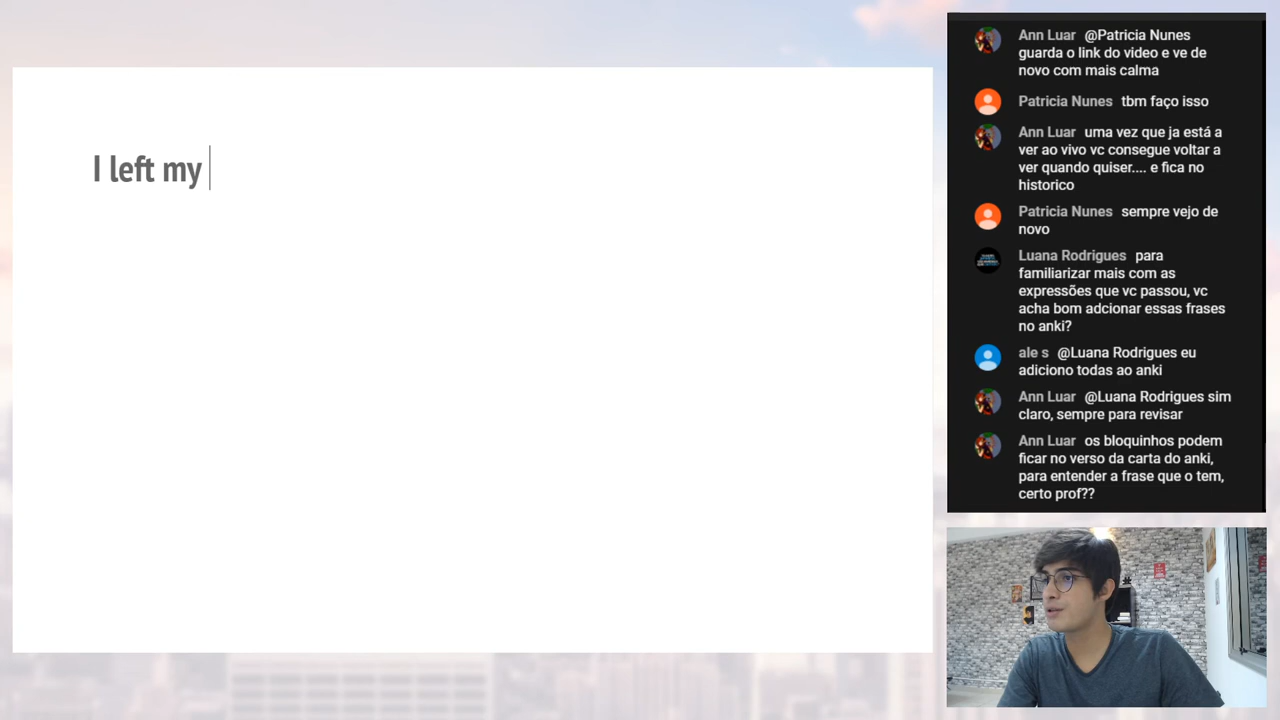 I left my
Ann Luar @Patricia Nunes
guarda o link do video e ve de
novo com mais calma
Patricia Nunes tbm faço isso
Ann Luar uma vez que ja está a
ver ao vivo vc consegue voltar a
ver quando quiser.... e fica no
historico
Patricia Nunes sempre vejo de
novo
Luana Rodrigues para
familiarizar mais com as
expressões que vc passou, vc
acha bom adcionar essas frases
no anki?
ale s @Luana Rodrigues eu
adiciono todas ao anki
Ann Luar @Luana Rodrigues sim
claro, sempre para revisar
Ann Luar os bloquinhos podem
ficar no verso da carta do anki,
para entender a frase que o tem,
certo prof??